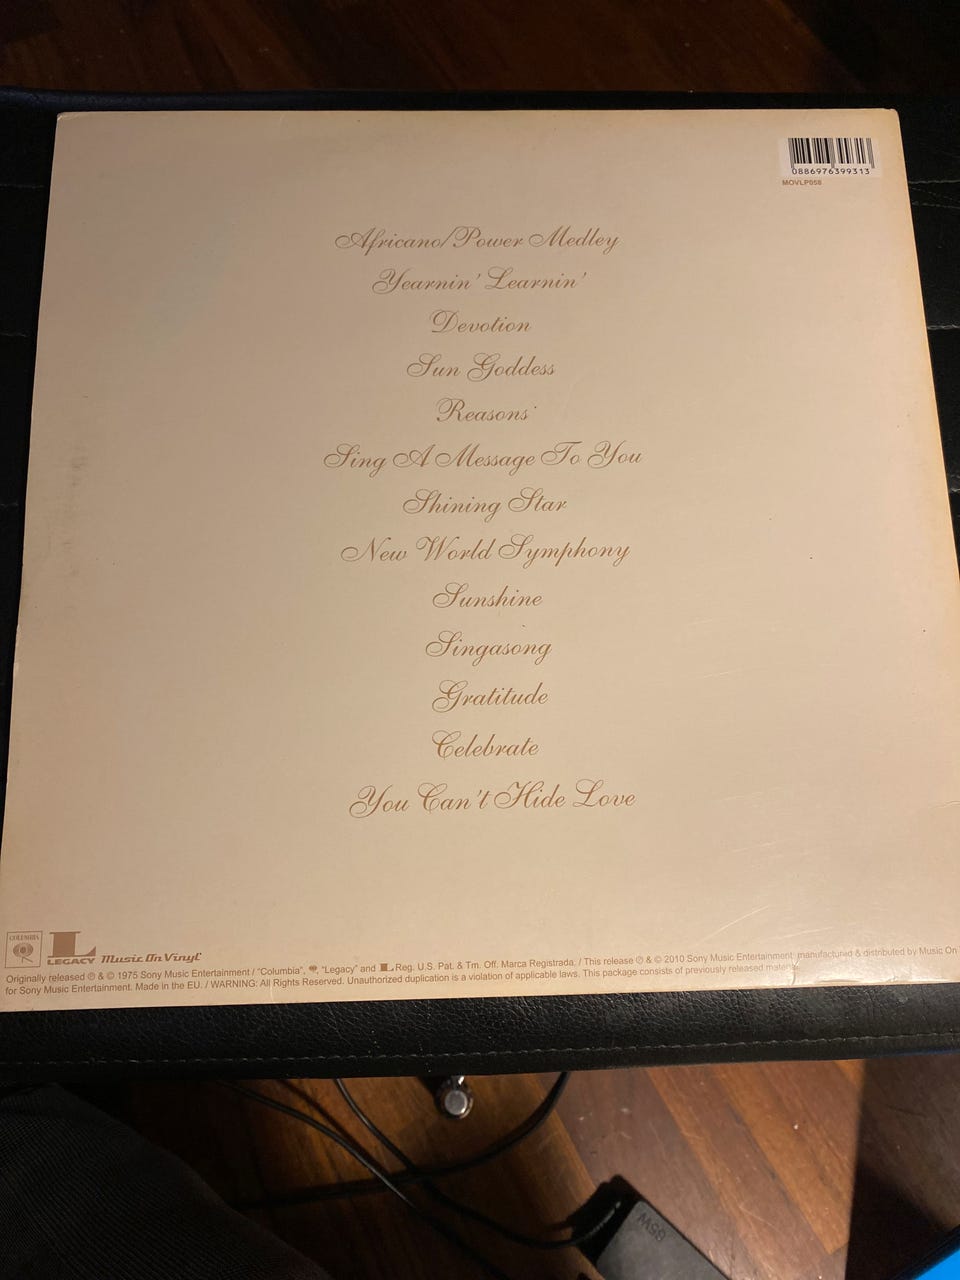 0886976399313
MOVLP058
Africano/Power Medley
Yearnin' Learnin'
Devotion
Sun Goddess
Reasons
Sing A Message To You
Shining Star
New World Symphony
Sunshine
Singasong
Gratitude
Celebrate
You Can't Hide Love
COLUMBIA
L
LEGACY Music On Vinyl
Originally released ℗ & © 1975 Sony Music Entertainment / "Columbia", , "Legacy" and L Reg. U.S. Pat. & Tm. Off. Marca Registrada, / This release ℗ & © 2010 Sony Music Entertainment manufactured & distributed by Music On
for Sony Music Entertainment. Made in the EU. / WARNING: All Rights Reserved. Unauthorized duplication is a violation of applicable laws. This package consists of previously released material.
65W